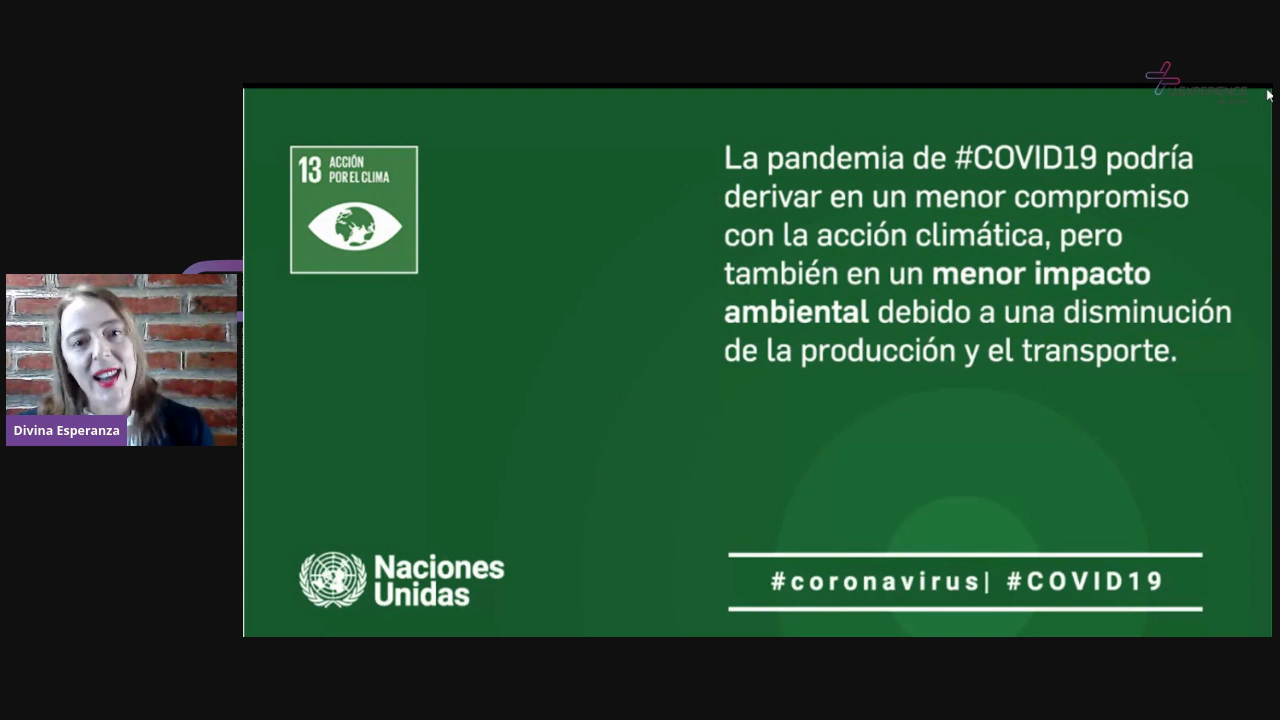 EXPERIENCE
13 ACCIÓN
POR EL CLIMA
La pandemia de #COVID19 podría
derivar en un menor compromiso
con la acción climática, pero
también en un menor impacto
ambiental debido a una disminución
de la producción y el transporte.
Divina Esperanza
Naciones
Unidas
#coronavirus| #COVID19